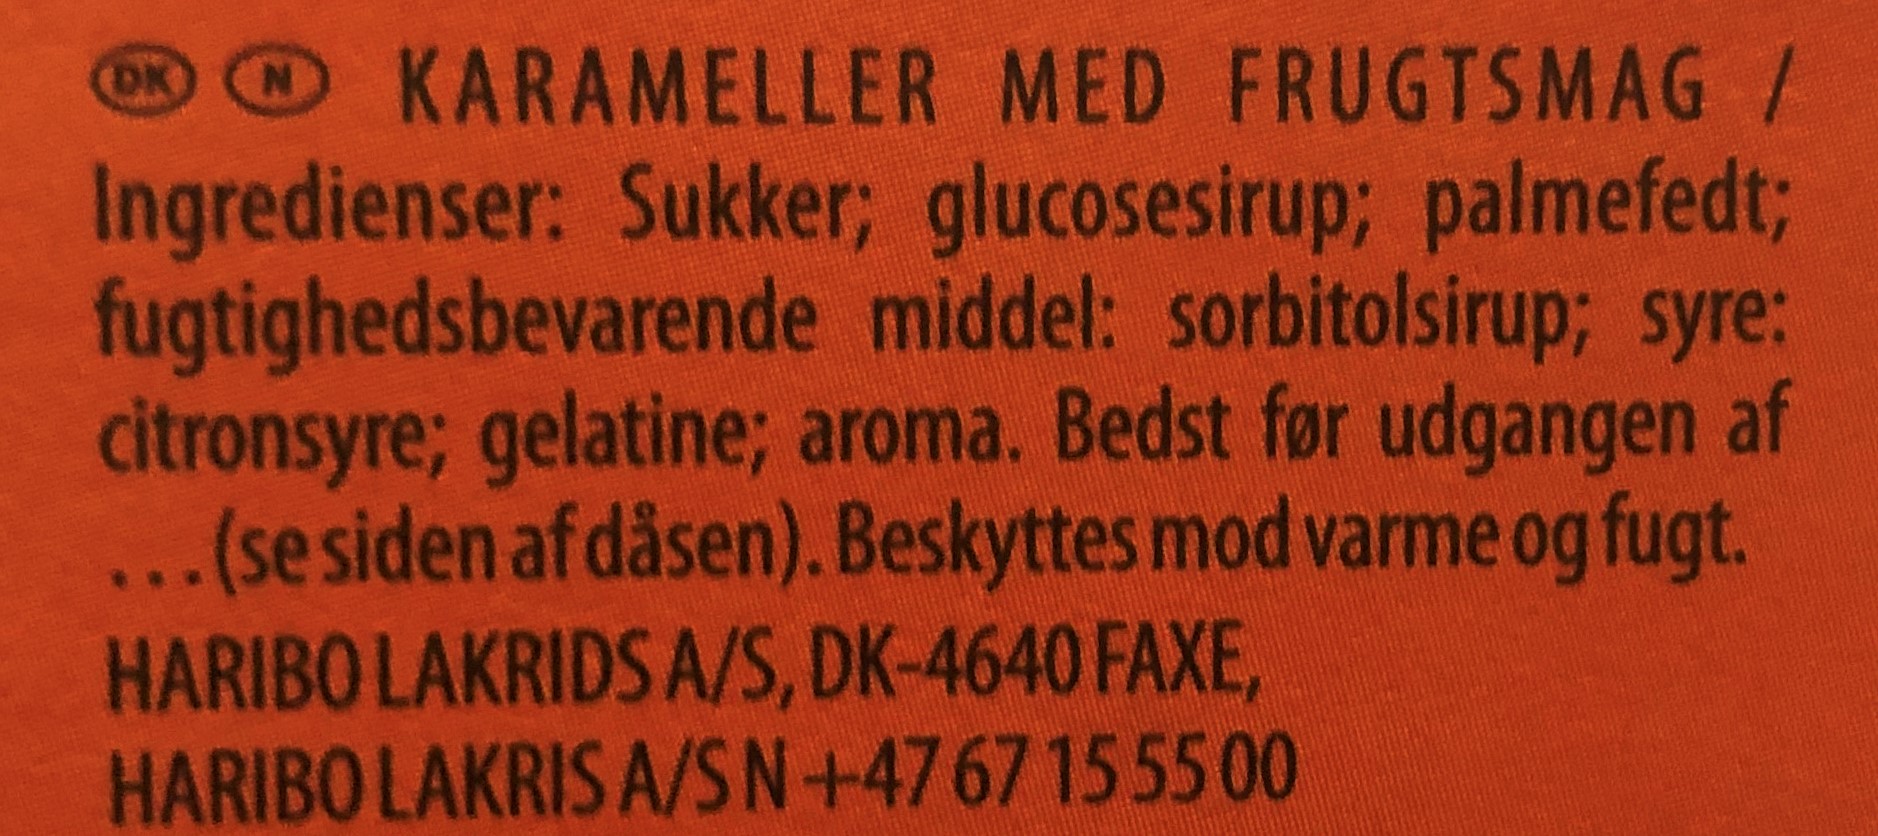 DK N KARAMELLER MED FRUGTSMAG /
Ingredienser: Sukker; glucosesirup; palmefedt;
fugtighedsbevarende middel: sorbitolsirup; syre:
citronsyre; gelatine; aroma. Bedst før udgangen af
...(se siden af dåsen). Beskyttes mod varme og fugt.
HARIBO LAKRIDS A/S, DK-4640 FAXE,
HARIBO LAKRIS A/S N +47 67 15 55 00